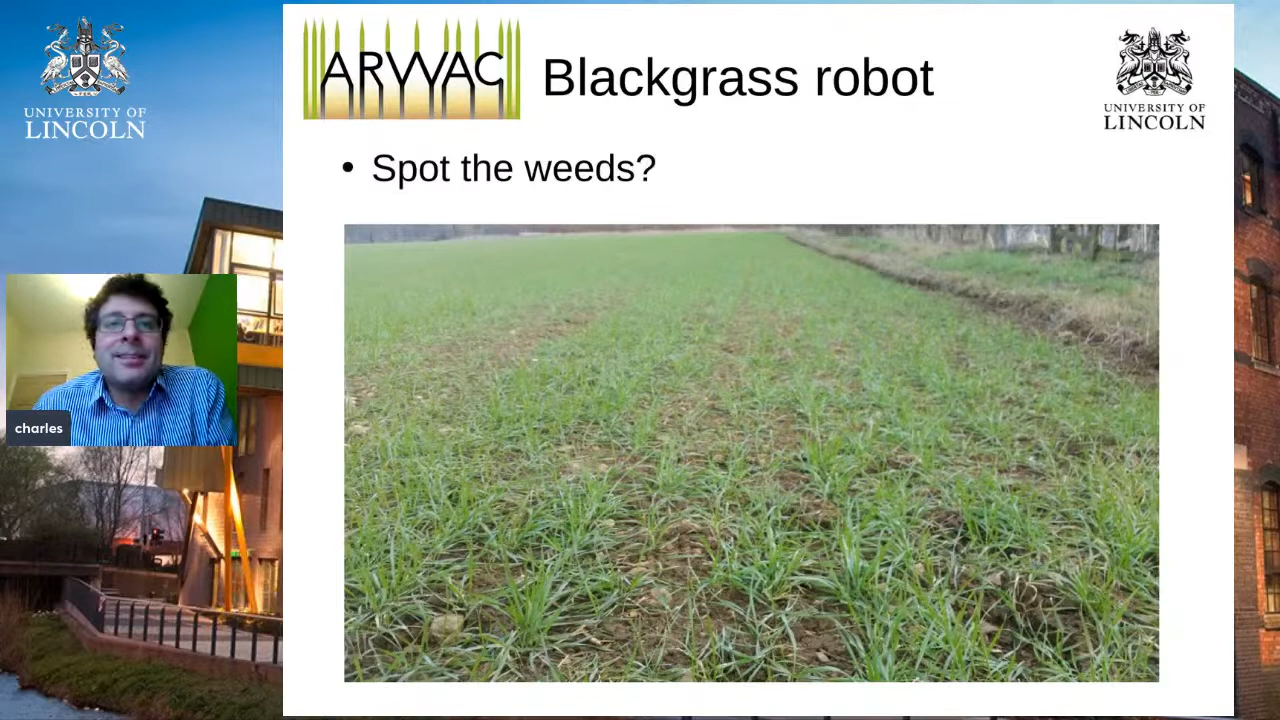 UNIVERSITY OF
LINCOLN
ARWAC
Blackgrass robot
UNIVERSITY OF
LINCOLN
• Spot the weeds?
charles